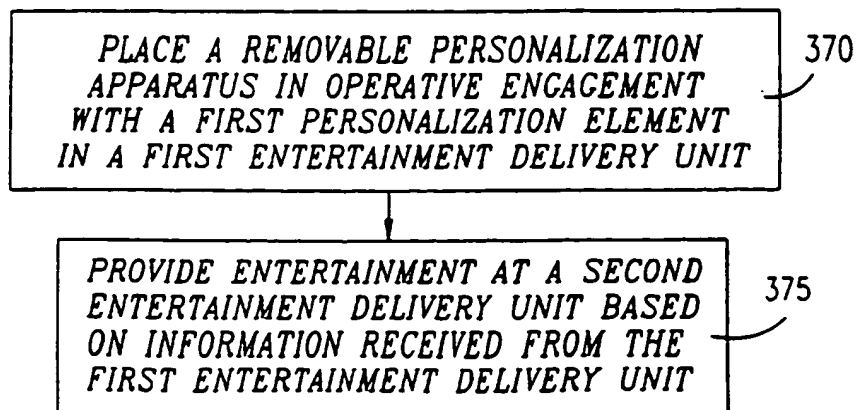 PLACE A REMOVABLE PERSONALIZATION
APPARATUS IN OPERATIVE ENGAGEMENT
WITH A FIRST PERSONALIZATION ELEMENT
IN A FIRST ENTERTAINMENT DELIVERY UNIT
370
PROVIDE ENTERTAINMENT AT A SECOND
ENTERTAINMENT DELIVERY UNIT BASED
ON INFORMATION RECEIVED FROM THE
FIRST ENTERTAINMENT DELIVERY UNIT
375